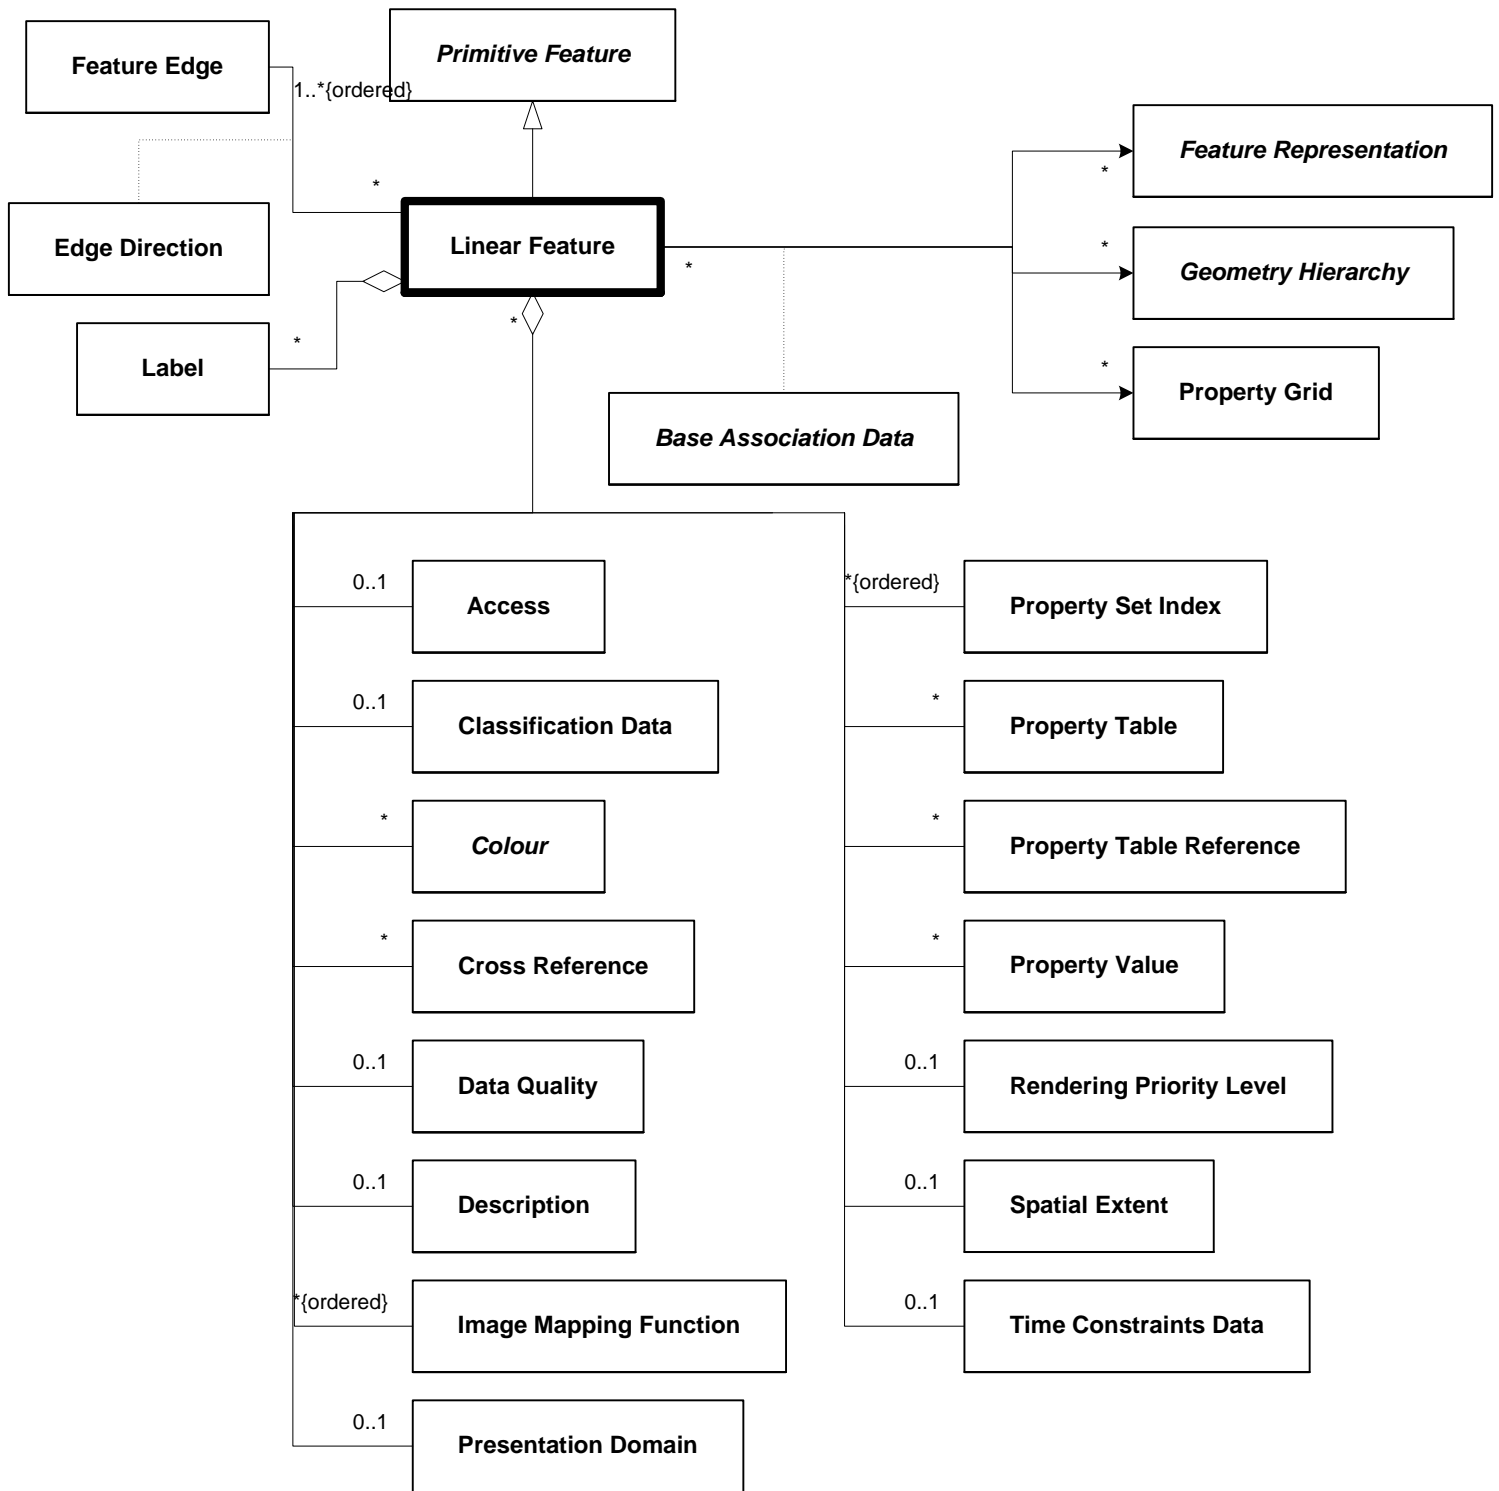 Feature Edge
Primitive Feature
1..*{ordered}
Feature Representation
*
*
Edge Direction
Linear Feature
*
*
Geometry Hierarchy
*
*
Label
*
Property Grid
Base Association Data
0..1
Access
*{ordered}
Property Set Index
0..1
Classification Data
*
Property Table
*
Colour
*
Property Table Reference
*
Cross Reference
*
Property Value
0..1
Data Quality
0..1
Rendering Priority Level
0..1
Description
0..1
Spatial Extent
*{ordered}
Image Mapping Function
0..1
Time Constraints Data
0..1
Presentation Domain